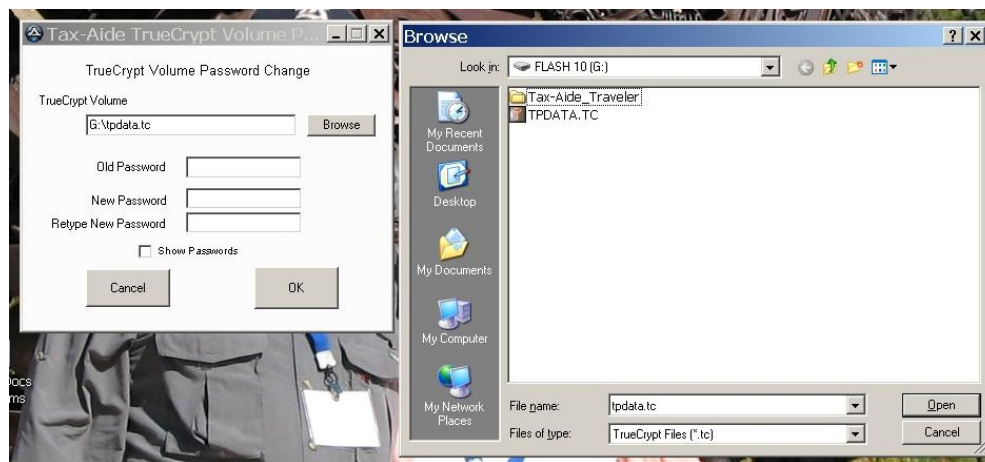 Tax-Aide TrueCrypt Volume P...
TrueCrypt Volume Password Change
TrueCrypt Volume
G:\tpdata.tc
Browse
Old Password
New Password
Retype New Password
Show Passwords
Cancel
OK
Browse
Look in:
FLASH 10 (G:)
My Recent
Documents
Desktop
My Documents
My Computer
My Network
Places
Tax-Aide_Traveler
TPDATA.TC
File name:
tpdata.tc
Open
Files of type:
TrueCrypt Files (*.tc)
Cancel
Docs
ms